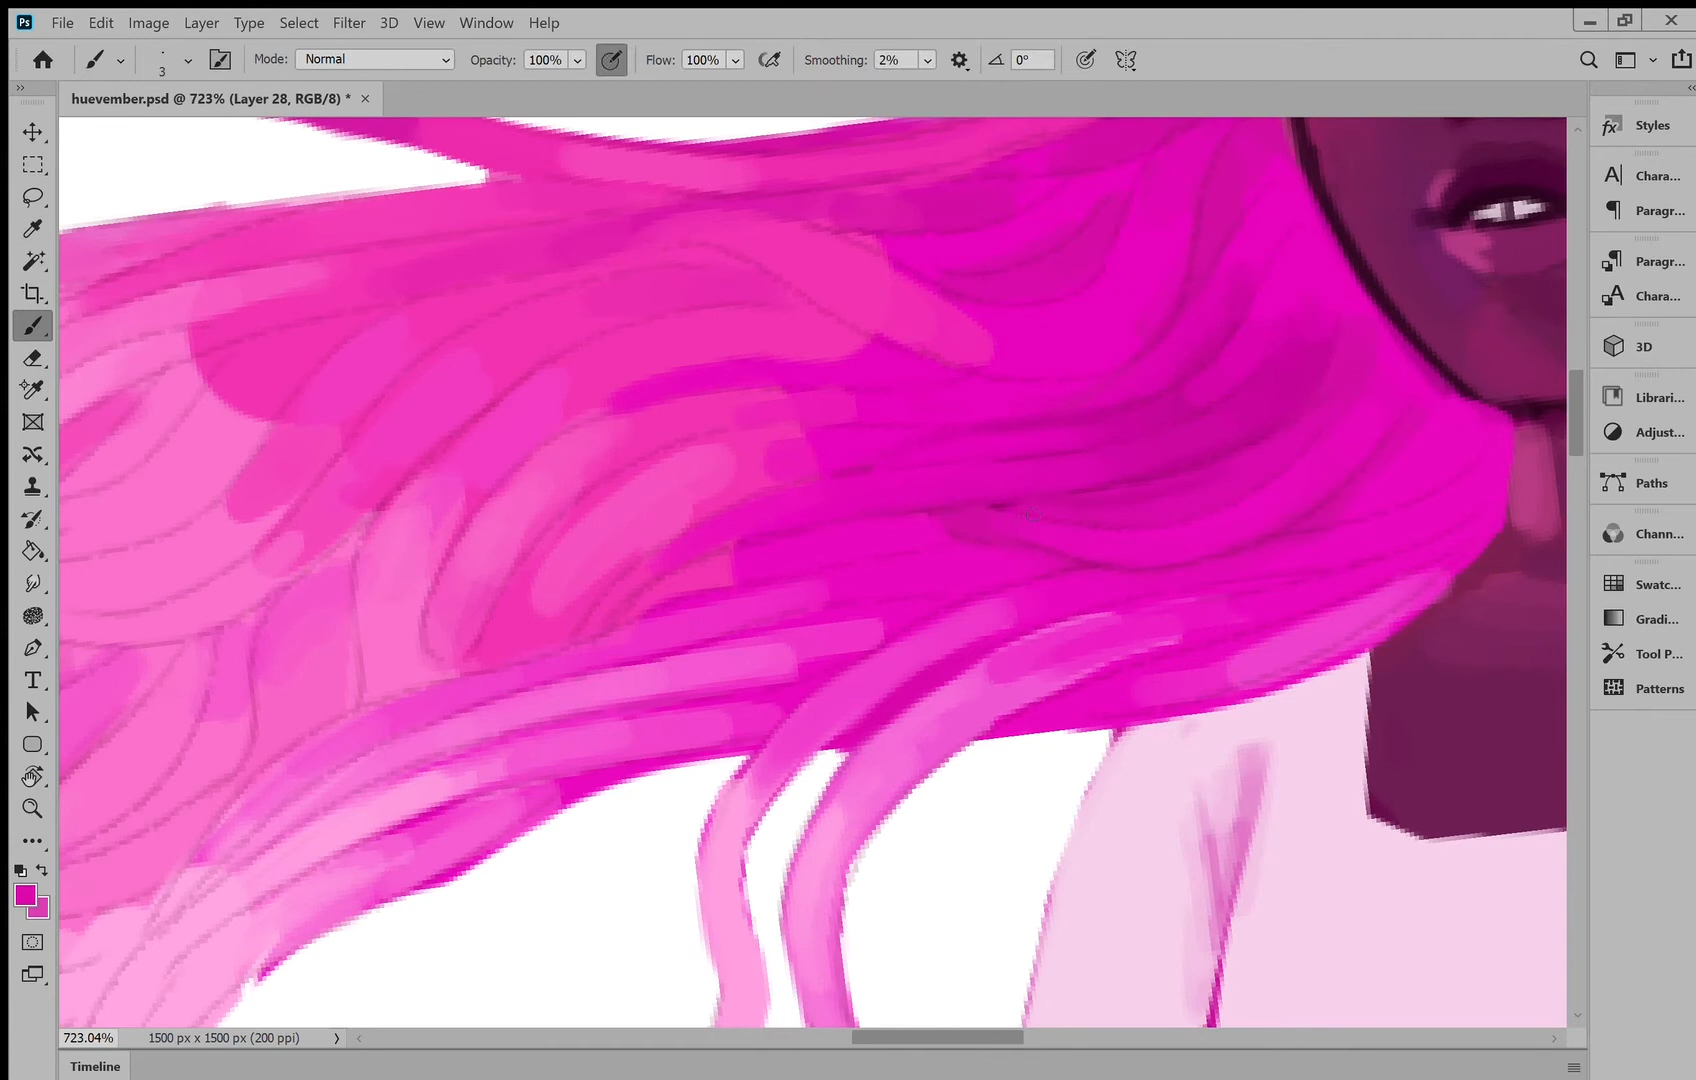 Ps File Edit Image Layer Type Select Filter 3D View Window Help
3 Mode: Normal Opacity: 100% Flow: 100% Smoothing: 2% 0°
huevember.psd @ 723% (Layer 28, RGB/8) *
Styles
Chara...
Paragr...
Paragr...
Chara...
3D
Librari...
Adjust...
Paths
Chann...
Swatc...
Gradi...
Tool P...
Patterns
723.04% 1500 px x 1500 px (200 ppi)
Timeline